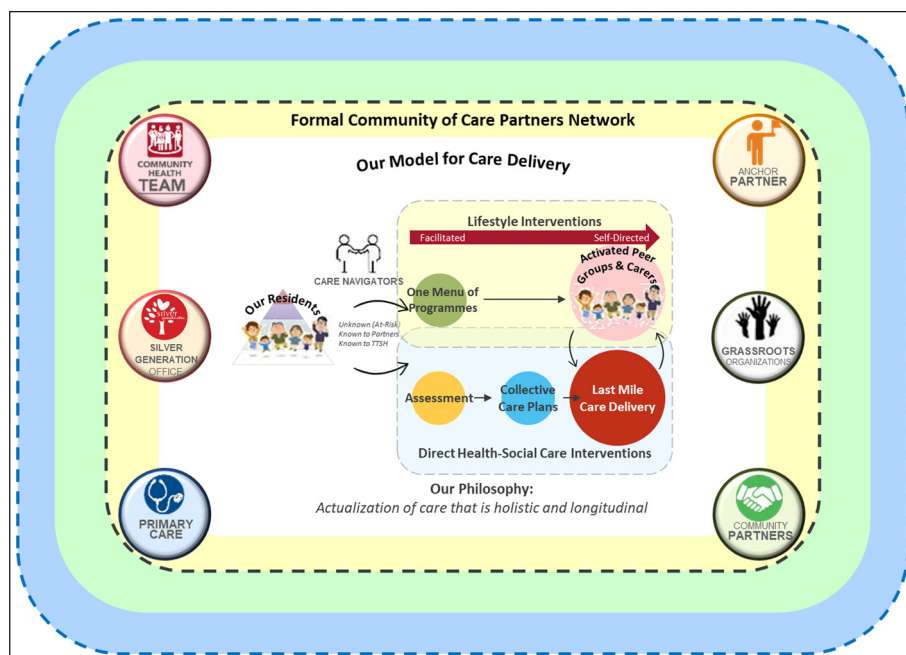 Formal Community of Care Partners Network
Our Model for Care Delivery
COMMUNITY
HEALTH
TEAM
ANCHOR
PARTNER
Lifestyle Interventions
Facilitated
Self-Directed
Activated Peer
Groups & Carers
CARE NAVIGATORS
Our Residents
One Menu of
Programmes
Unknown (At-Risk)
Known to Partners
Known to TTSH
silver
SILVER
GENERATION
OFFICE
GRASSROOTS
ORGANIZATIONS
Assessment
Collective
Care Plans
Last Mile
Care Delivery
Direct Health-Social Care Interventions
Our Philosophy:
Actualization of care that is holistic and longitudinal
PRIMARY
CARE
COMMUNITY
PARTNERS